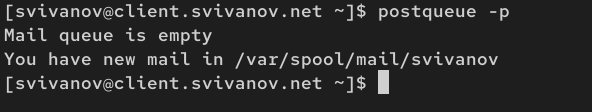 [svivanov@client.svivanov.net ~]$ postqueue -p
Mail queue is empty
You have new mail in /var/spool/mail/svivanov
[svivanov@client.svivanov.net ~]$